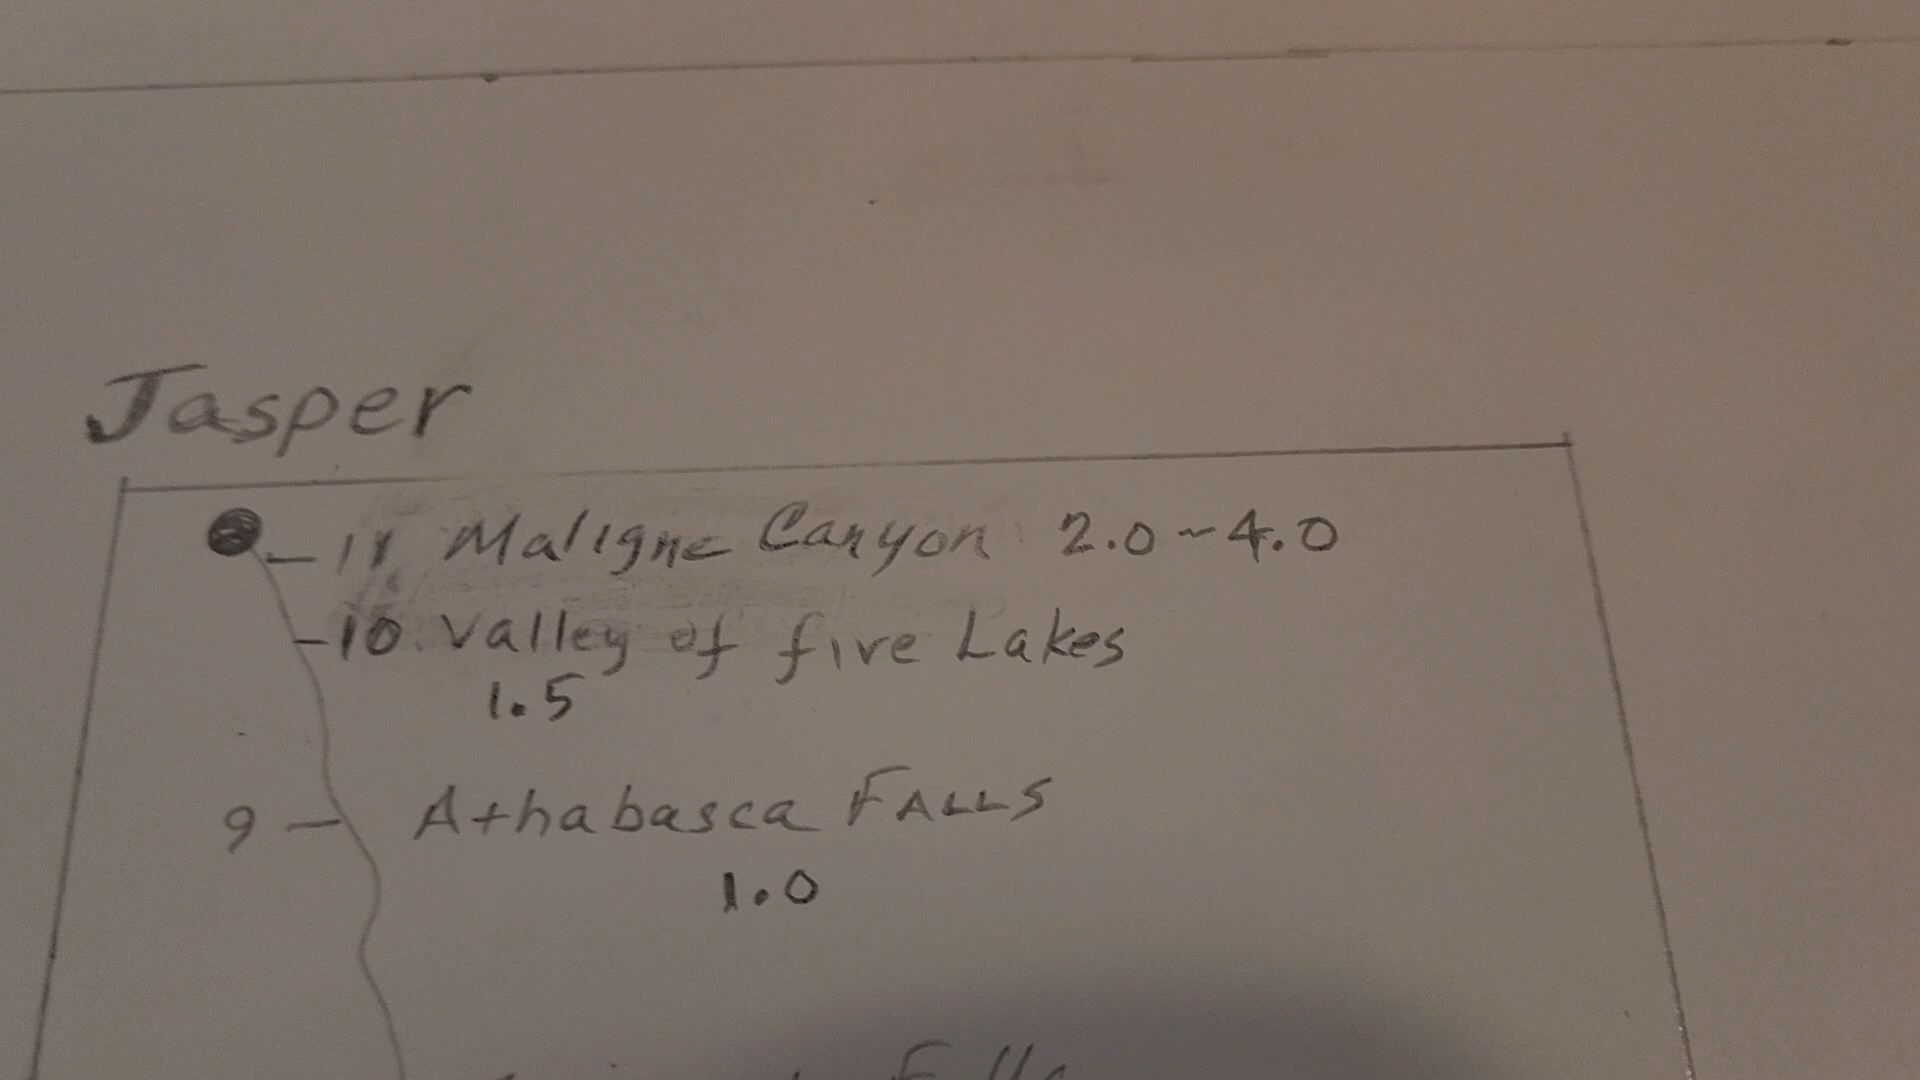 Jasper
- 11 Maligne Canyon 2.0~4.0
-10. Valley of five Lakes
1.5
9 - Athabasca FALLS
1.0